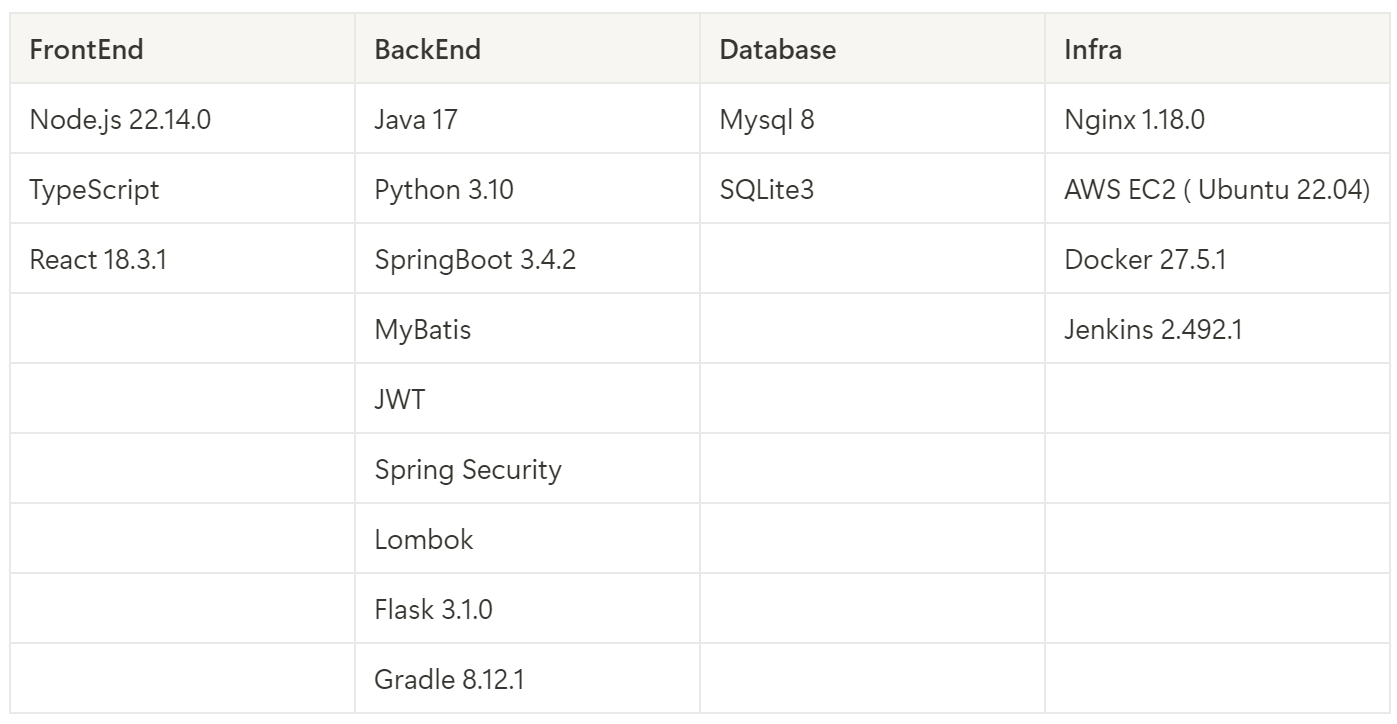 FrontEnd BackEnd Database Infra
Node.js 22.14.0 Java 17 Mysql 8 Nginx 1.18.0
TypeScript Python 3.10 SQLite3 AWS EC2 ( Ubuntu 22.04)
React 18.3.1 SpringBoot 3.4.2 Docker 27.5.1
MyBatis Jenkins 2.492.1
JWT
Spring Security
Lombok
Flask 3.1.0
Gradle 8.12.1